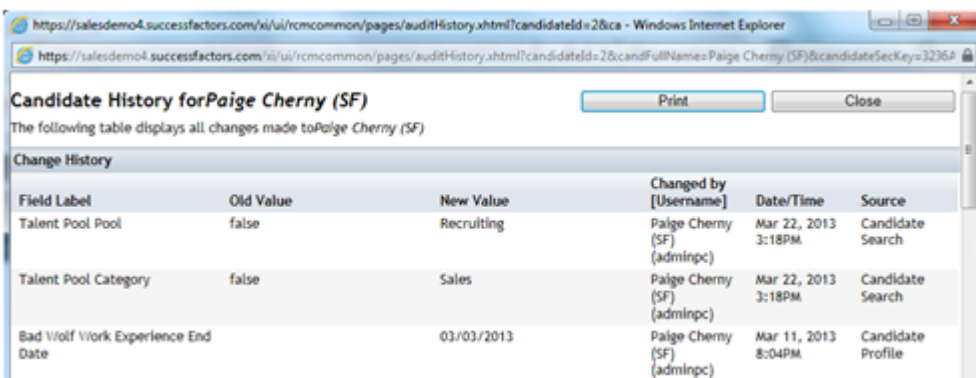 https://salesdemo4.successfactors.com/xi/ui/rcmcommon/pages/auditHistory.xhtml?candidateId=2&ca - Windows Internet Explorer
https://salesdemo4.successfactors.com/xi/ui/rcmcommon/pages/auditHistory.xhtml?candidateId=2&candFullName=Paige Cherny (SF)&candidateSecKey=3236A
Candidate History forPaige Cherny (SF)
Print
Close
The following table displays all changes made toPaige Cherny (SF)
Change History
Field Label Old Value New Value Changed by [Username] Date/Time Source
Talent Pool Pool false Recruiting Paige Cherny Mar 22, 2013 Candidate
(SF) 3:18PM Search
(adminpc)
Talent Pool Category false Sales Paige Cherny Mar 22, 2013 Candidate
(SF) 3:18PM Search
(adminpc)
Bad Wolf Work Experience End 03/03/2013 Paige Cherny Mar 11, 2013 Candidate
Date (SF) 8:04PM Profile
(adminpc)